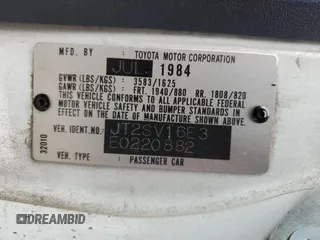 MFD. BY : TOYOTA MOTOR CORPORATION
JUL. 1984
GVWR (LBS/KGS) : 3583/1625
GAWR (LBS/KGS) : FRT. 1940/880 RR. 1808/820
THIS VEHICLE CONFORMS TO ALL APPLICABLE
FEDERAL MOTOR VEHICLE SAFETY
AND BUMPER STANDARDS IN
EFFECT ON THE DATE OF
MANUFACTURE SHOWN ABOVE.
VEH. IDENT. NO. : JT2SV16E3
E0220882
VEH. TYPE : PASSENGER CAR
32010
DREAMBID